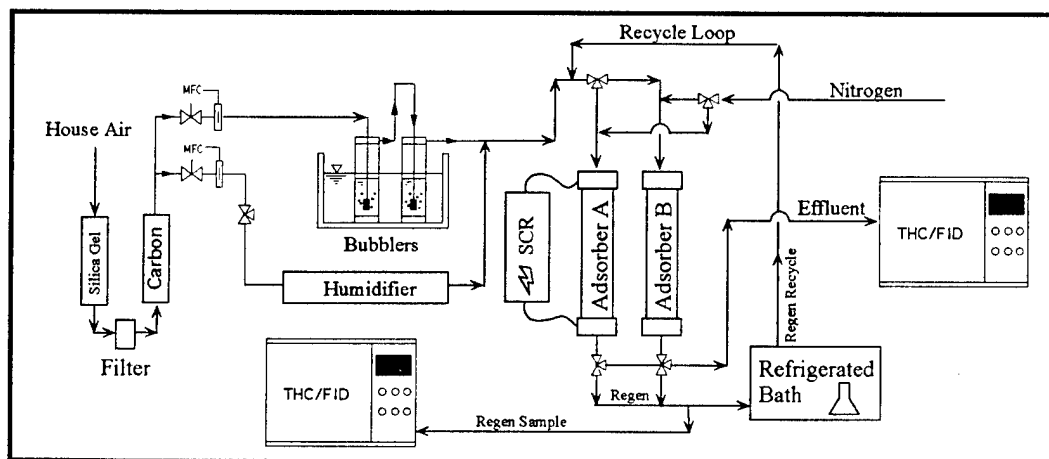 Recycle Loop
Nitrogen
MFC
House Air
MFC
Silica Gel
Carbon
Filter
Bubblers
Humidifier
SCR
Adsorber A
Adsorber B
Effluent
THC/FID
Regen Recycle
Refrigerated
Bath
Regen
Regen Sample
THC/FID